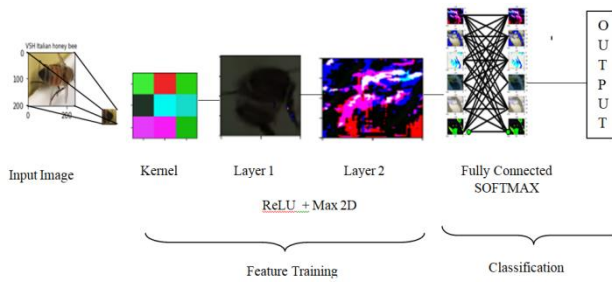 VSH Italian honey bee
0
100
200
0
200
Input Image
Kernel
Layer 1
Layer 2
Fully Connected
SOFTMAX
O
U
T
P
U
T
ReLU + Max 2D
Feature Training
Classification